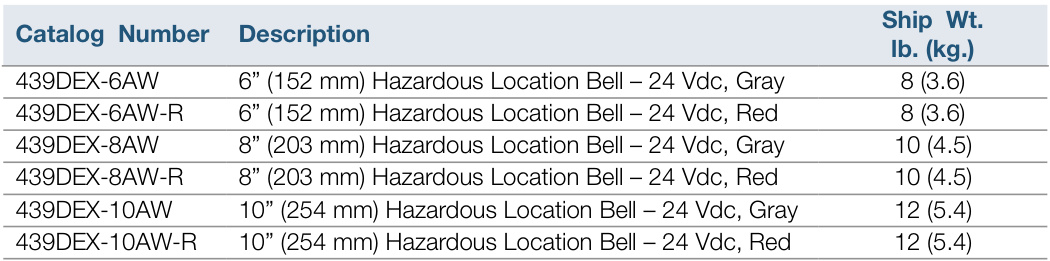 Catalog Number Description Ship Wt. lb. (kg.)
439DEX-6AW 6” (152 mm) Hazardous Location Bell – 24 Vdc, Gray 8 (3.6)
439DEX-6AW-R 6” (152 mm) Hazardous Location Bell – 24 Vdc, Red 8 (3.6)
439DEX-8AW 8” (203 mm) Hazardous Location Bell – 24 Vdc, Gray 10 (4.5)
439DEX-8AW-R 8” (203 mm) Hazardous Location Bell – 24 Vdc, Red 10 (4.5)
439DEX-10AW 10” (254 mm) Hazardous Location Bell – 24 Vdc, Gray 12 (5.4)
439DEX-10AW-R 10” (254 mm) Hazardous Location Bell – 24 Vdc, Red 12 (5.4)